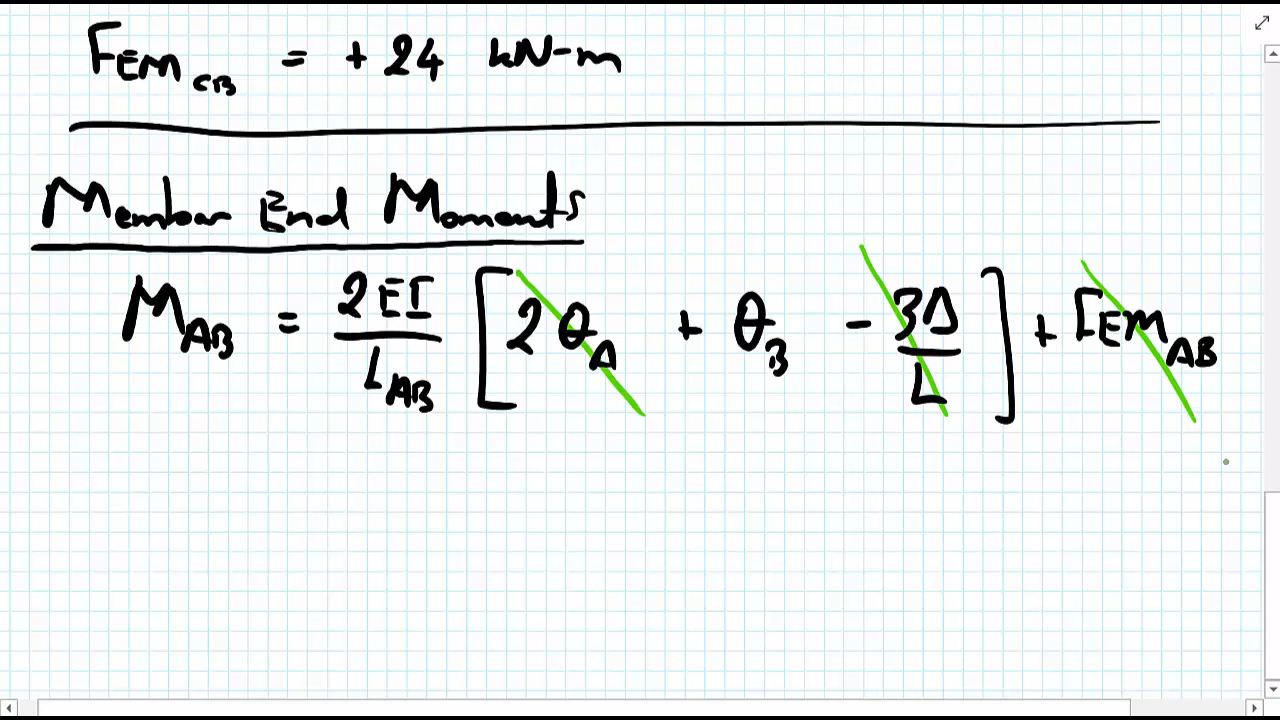 FEM_CB = +24 kN-m
Member End Moments
M_AB = 2EI/L_AB [2θ_A + θ_B - 3Δ/L] + FEM_AB